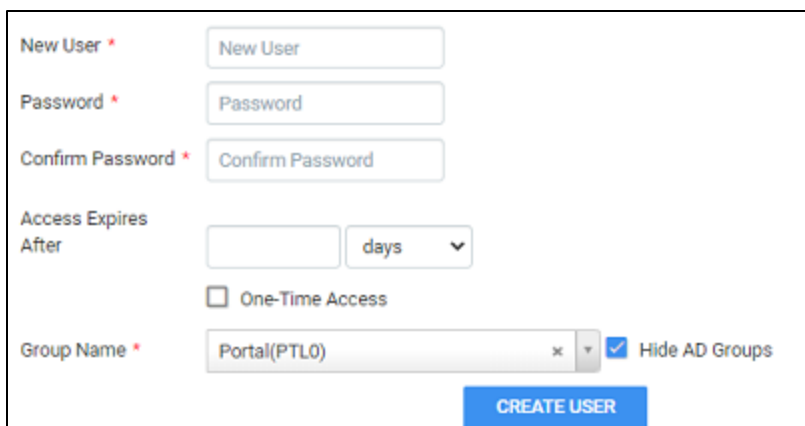 New User * New User
Password * Password
Confirm Password * Confirm Password
Access Expires
After days
One-Time Access
Group Name * Portal(PTL0) × Hide AD Groups
CREATE USER